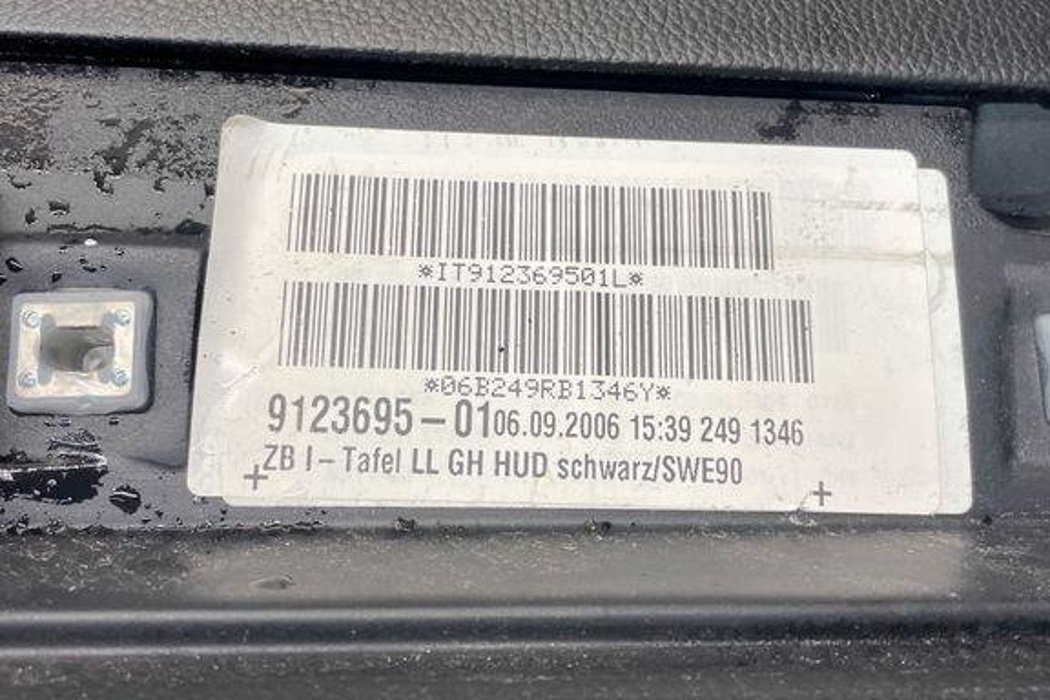 *IT912369501L*
*06B249RB1346Y*
9123695-01 06.09.2006 15:39 249 1346
ZB I-Tafel LL GH HUD schwarz/SWE90